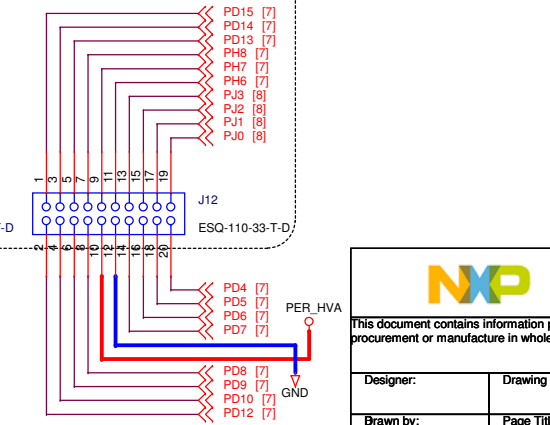 PD15 [7]
PD14 [7]
PD13 [7]
PH8 [7]
PH7 [7]
PH6 [7]
PJ3 [8]
PJ2 [8]
PJ1 [8]
PJ0 [8]
1 3 5 7 9 11 13 15 17 19
J12
T-D
ESQ-110-33-T-D
2 4 6 8 10 12 14 16 18 20
PD4 [7]
PD5 [7]
PD6 [7]
PD7 [7]
PER_HVA
GND
PD8 [7]
PD9 [7]
PD10 [7]
PD12 [7]
NXP
This document contains information
procurement or manufacture in whole
Designer:
Drawing
Drawn by:
Page Titl